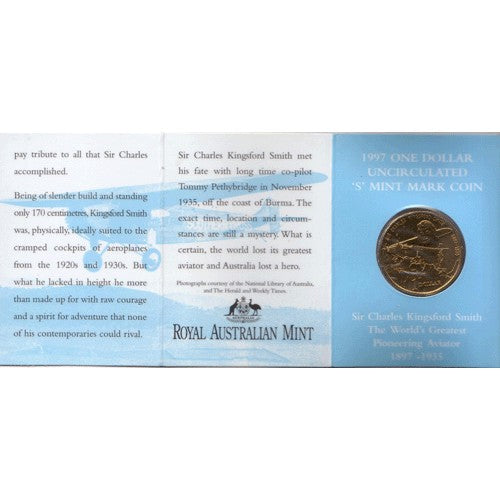 pay tribute to all that Sir Charles
accomplished.
Being of slender build and standing
only 170 centimetres, Kingsford Smith
was, physically, ideally suited to the
cramped cockpits of aeroplanes
from the 1920s and 1930s. But
what he lacked in height he more
than made up for with raw courage
and a spirit for adventure that none
of his contemporaries could rival.
Sir Charles Kingsford Smith met
his fate with long time co-pilot
Tommy Pethybridge in November
1935, off the coast of Burma. The
exact time, location and circum-
stances are still a mystery. What is
certain, the world lost its greatest
aviator and Australia lost a hero.
Photographs courtesy of the National Library of Australia,
and The Herald and Weekly Times.
ROYAL AUSTRALIAN MINT
1997 ONE DOLLAR
UNCIRCULATED
'S' MINT MARK COIN
Sir Charles Kingsford Smith
The World's Greatest
Pioneering Aviator
1897 -1935